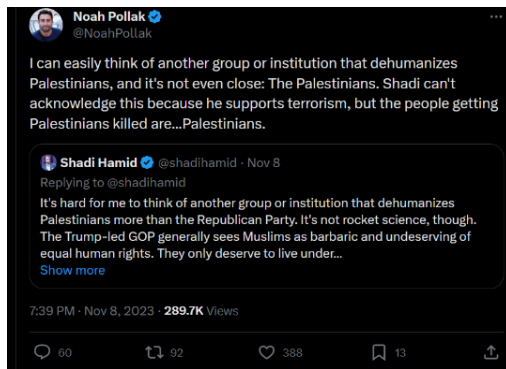 Noah Pollak
@NoahPollak
I can easily think of another group or institution that dehumanizes
Palestinians, and it's not even close: The Palestinians. Shadi can't
acknowledge this because he supports terrorism, but the people getting
Palestinians killed are...Palestinians.
Shadi Hamid @shadihamid · Nov 8
Replying to @shadihamid
It's hard for me to think of another group or institution that dehumanizes
Palestinians more than the Republican Party. It's not rocket science, though.
The Trump-led GOP generally sees Muslims as barbaric and undeserving of
equal human rights. They only deserve to live under...
Show more
7:39 PM · Nov 8, 2023 · 289.7K Views
60 92 388 13